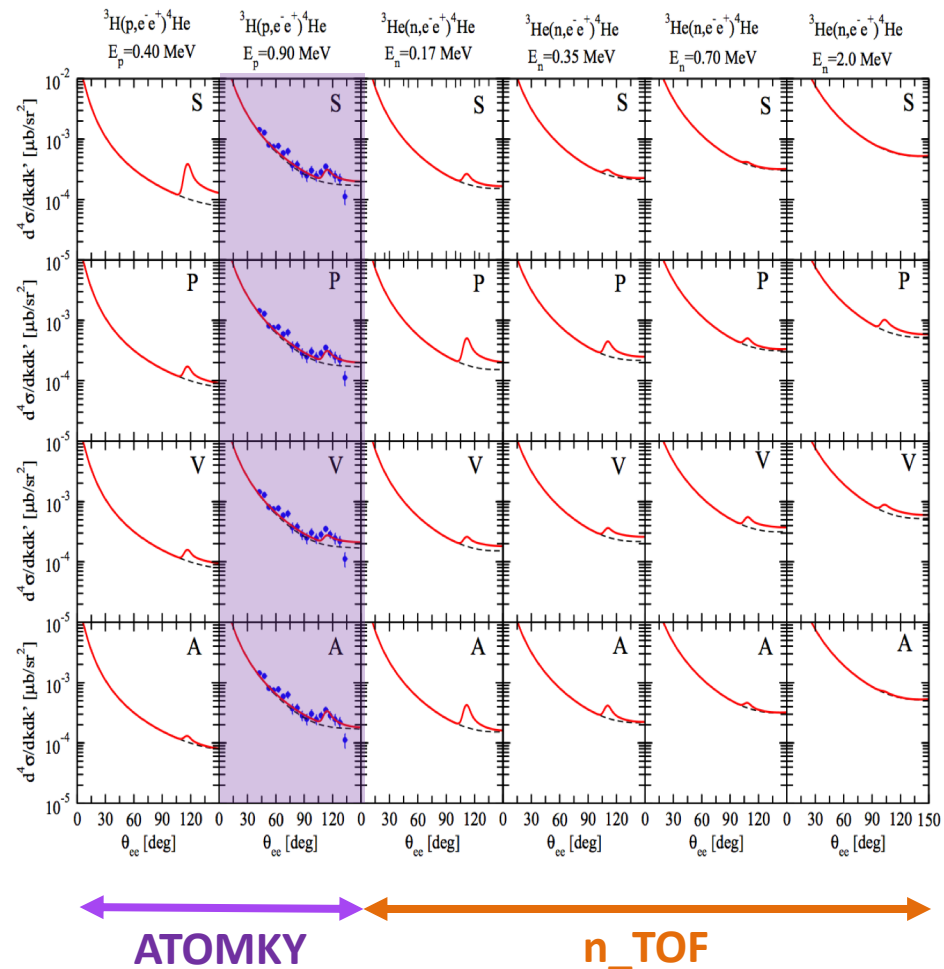 ³H(p,e⁻e⁺)⁴He ³H(p,e⁻e⁺)⁴He ³He(n,e⁻e⁺)⁴He ³He(n,e⁻e⁺)⁴He ³He(n,e⁻e⁺)⁴He ³He(n,e⁻e⁺)⁴He
E_p=0.40 MeV E_p=0.90 MeV E_n=0.17 MeV E_n=0.35 MeV E_n=0.70 MeV E_n=2.0 MeV
10⁻²
S S S S S S
10⁻³
d⁴σ/dkdk' [μb/sr²]
10⁻⁴
10⁻⁵
P P P P P P
10⁻³
d⁴σ/dkdk' [μb/sr²]
10⁻⁴
10⁻⁵
V V V V V V
10⁻³
d⁴σ/dkdk' [μb/sr²]
10⁻⁴
10⁻⁵
A A A A A A
10⁻³
d⁴σ/dkdk' [μb/sr²]
10⁻⁴
10⁻⁵
0 30 60 90 120 0 30 60 90 120 0 30 60 90 120 0 30 60 90 120 0 30 60 90 120 0 30 60 90 120 150
θ_ee [deg] θ_ee [deg] θ_ee [deg] θ_ee [deg] θ_ee [deg] θ_ee [deg]
ATOMKY n_TOF